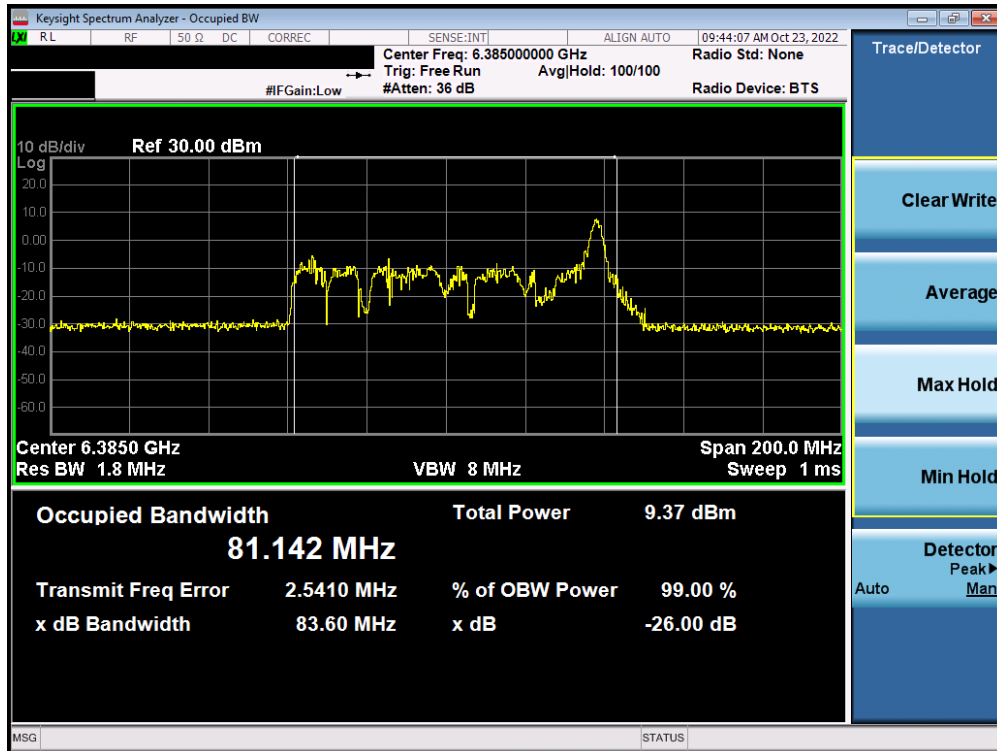 Keysight Spectrum Analyzer - Occupied BW
LXI RL RF 50 Ω DC CORREC SENSE:INT ALIGN AUTO 09:44:07 AM Oct 23, 2022
Center Freq: 6.385000000 GHz Radio Std: None
Trig: Free Run Avg|Hold: 100/100
#IFGain:Low #Atten: 36 dB Radio Device: BTS
Trace/Detector
10 dB/div Ref 30.00 dBm
Log
20.0
10.0
0.00
-10.0
-20.0
-30.0
-40.0
-50.0
-60.0
Center 6.3850 GHz Span 200.0 MHz
Res BW 1.8 MHz VBW 8 MHz Sweep 1 ms
Occupied Bandwidth Total Power 9.37 dBm
81.142 MHz
Transmit Freq Error 2.5410 MHz % of OBW Power 99.00 %
x dB Bandwidth 83.60 MHz x dB -26.00 dB
Clear Write
Average
Max Hold
Min Hold
Detector
Peak▶
Auto Man
MSG STATUS